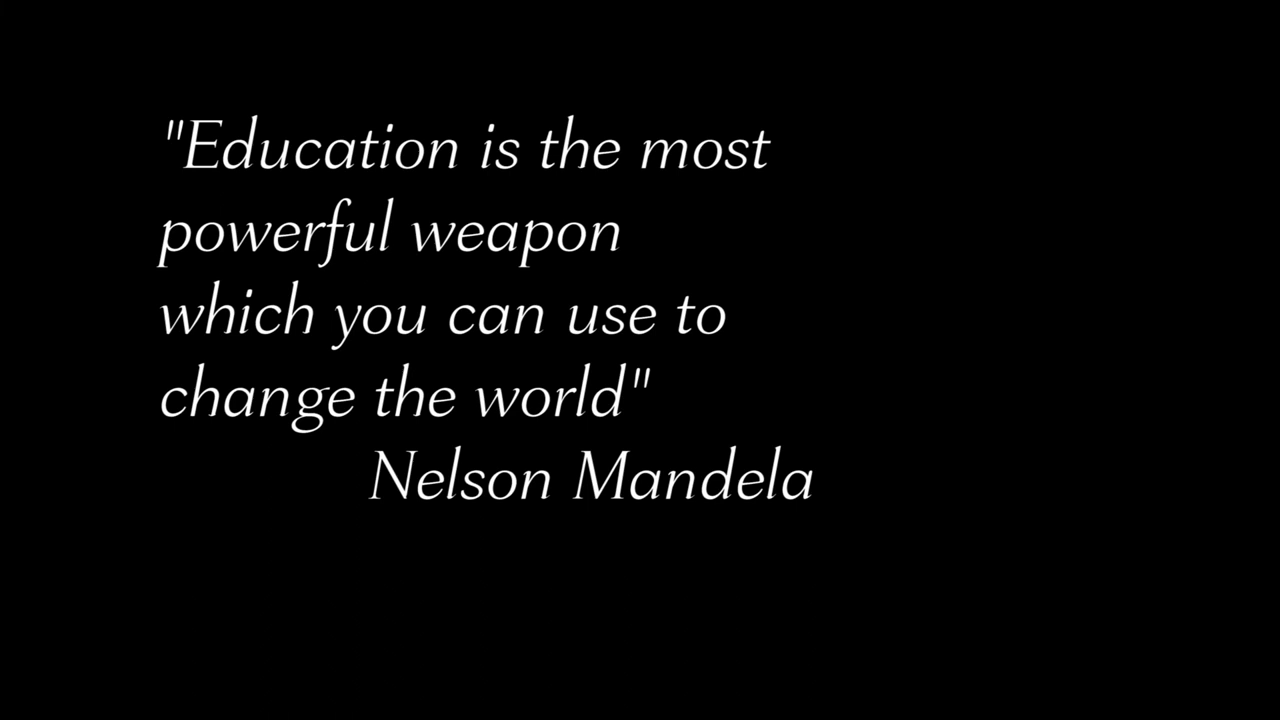 "Education is the most
powerful weapon
which you can use to
change the world"
Nelson Mandela